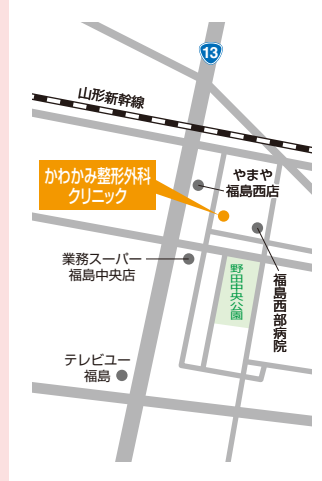 13
山形新幹線
かわかみ整形外科
クリニック
やまや
福島西店
業務スーパー
福島中央店
野田中央公園
福島西部病院
テレビユー
福島